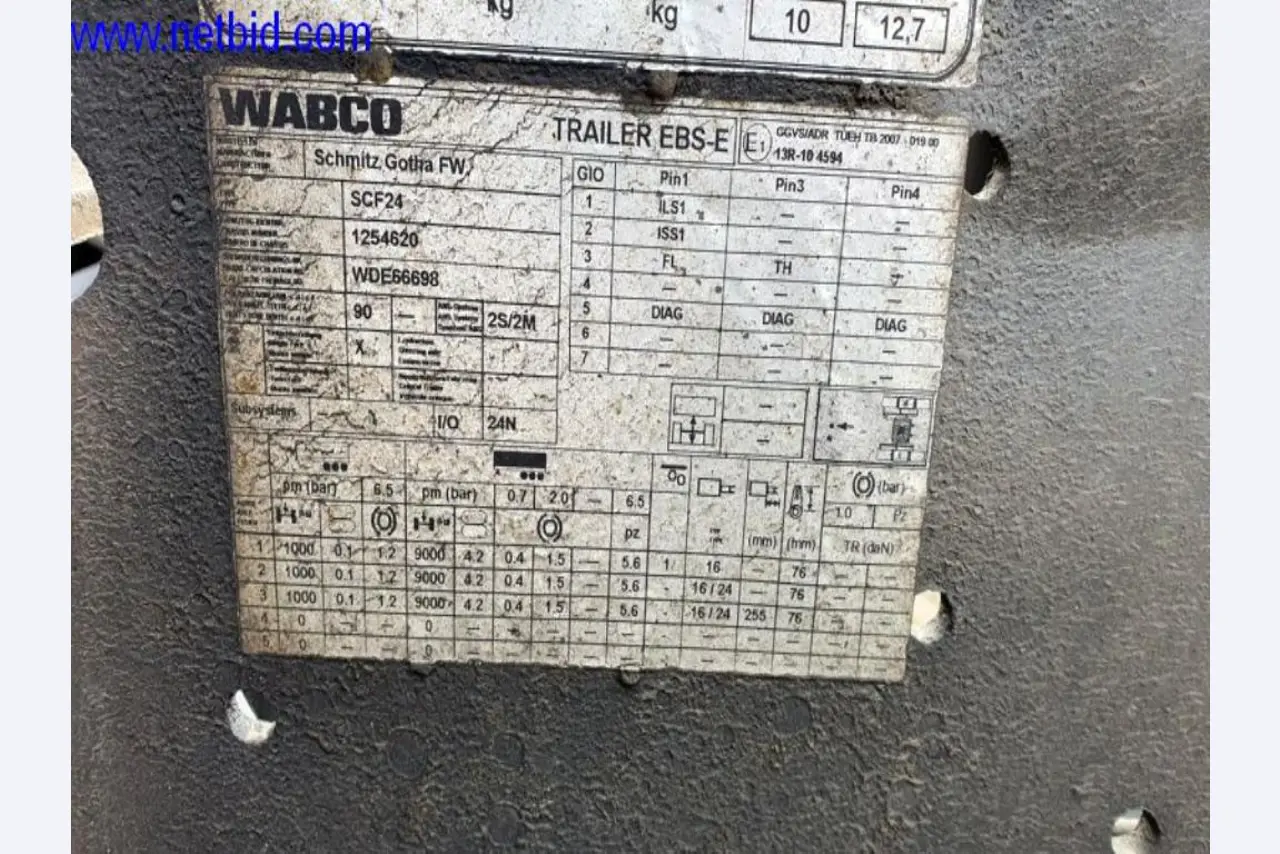 www.netbid.com
kg kg 10 12,7
WABCO
TRAILER EBS-E E1 GGVS/ADR TUEH TB 2007 - 019.00
13R-10 4594
Schmitz Gotha FW.
SCF24
1254620
WDE66698
90 — 2S/2M
X
Subsystems I/O 24N
GIO Pin1 Pin3 Pin4
1 ILS1 — —
2 ISS1 — —
3 FL TH —
4 — — —
5 DIAG DIAG DIAG
6 — — —
7 — — —
— —
pm (bar) 6.5 pm (bar) 0.7 2.0 — 6.5
(bar)
1.0 Pz
pz (mm) (mm) TR (daN)
1 1000 0.1 1.2 9000 4.2 0.4 1.5 — 5.6 1 16 76 — —
2 1000 0.1 1.2 9000 4.2 0.4 1.5 — 5.6 - 16 / 24 — 76 — —
3 1000 0.1 1.2 9000 4.2 0.4 1.5 — 5.6 - 16 / 24 255 76 — —
4 0 — — 0 — — — — — — — — — —
5 0 — — 0 — — — — — — — — — —